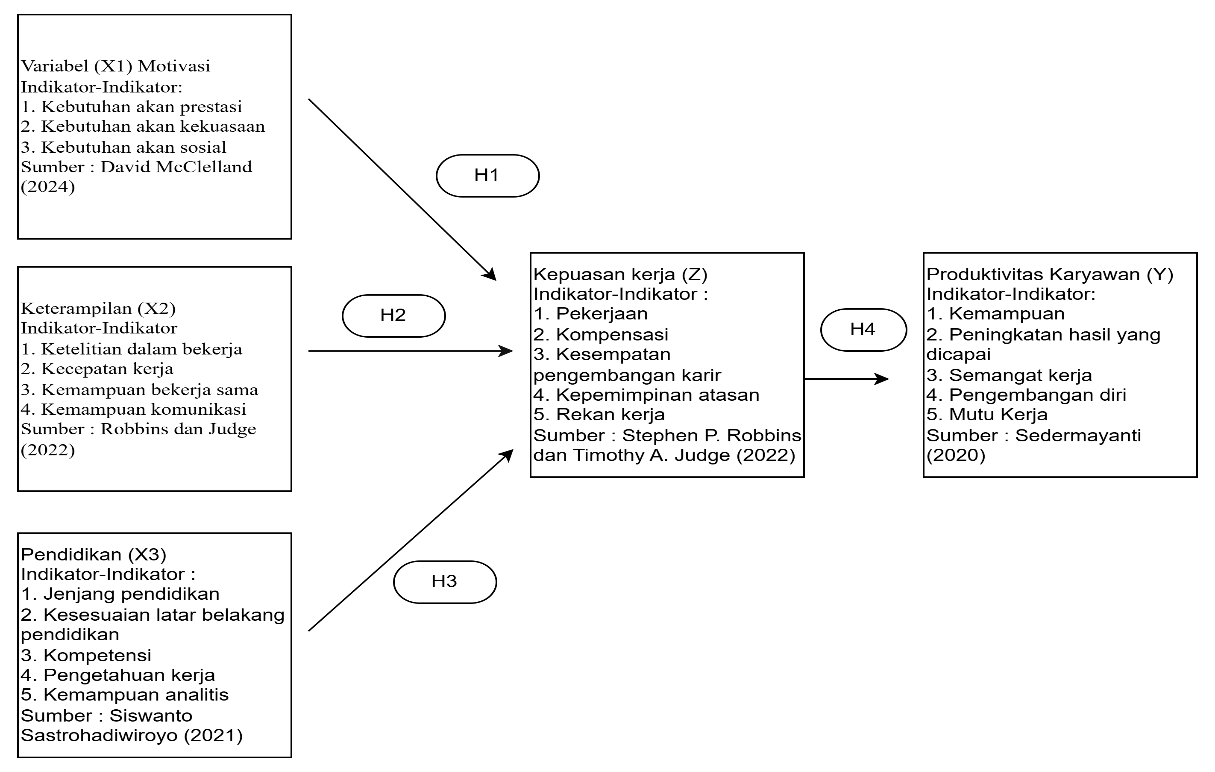 Variabel (X1) Motivasi
Indikator-Indikator:
1. Kebutuhan akan prestasi
2. Kebutuhan akan kekuasaan
3. Kebutuhan akan sosial
Sumber : David McClelland
(2024)
H1
Keterampilan (X2)
Indikator-Indikator
1. Ketelitian dalam bekerja
2. Kecepatan kerja
3. Kemampuan bekerja sama
4. Kemampuan komunikasi
Sumber : Robbins dan Judge
(2022)
H2
Pendidikan (X3)
Indikator-Indikator :
1. Jenjang pendidikan
2. Kesesuaian latar belakang
pendidikan
3. Kompetensi
4. Pengetahuan kerja
5. Kemampuan analitis
Sumber : Siswanto
Sastrohadiwiroyo (2021)
H3
Kepuasan kerja (Z)
Indikator-Indikator :
1. Pekerjaan
2. Kompensasi
3. Kesempatan
pengembangan karir
4. Kepemimpinan atasan
5. Rekan kerja
Sumber : Stephen P. Robbins
dan Timothy A. Judge (2022)
H4
Produktivitas Karyawan (Y)
Indikator-Indikator:
1. Kemampuan
2. Peningkatan hasil yang
dicapai
3. Semangat kerja
4. Pengembangan diri
5. Mutu Kerja
Sumber : Sedermayanti
(2020)